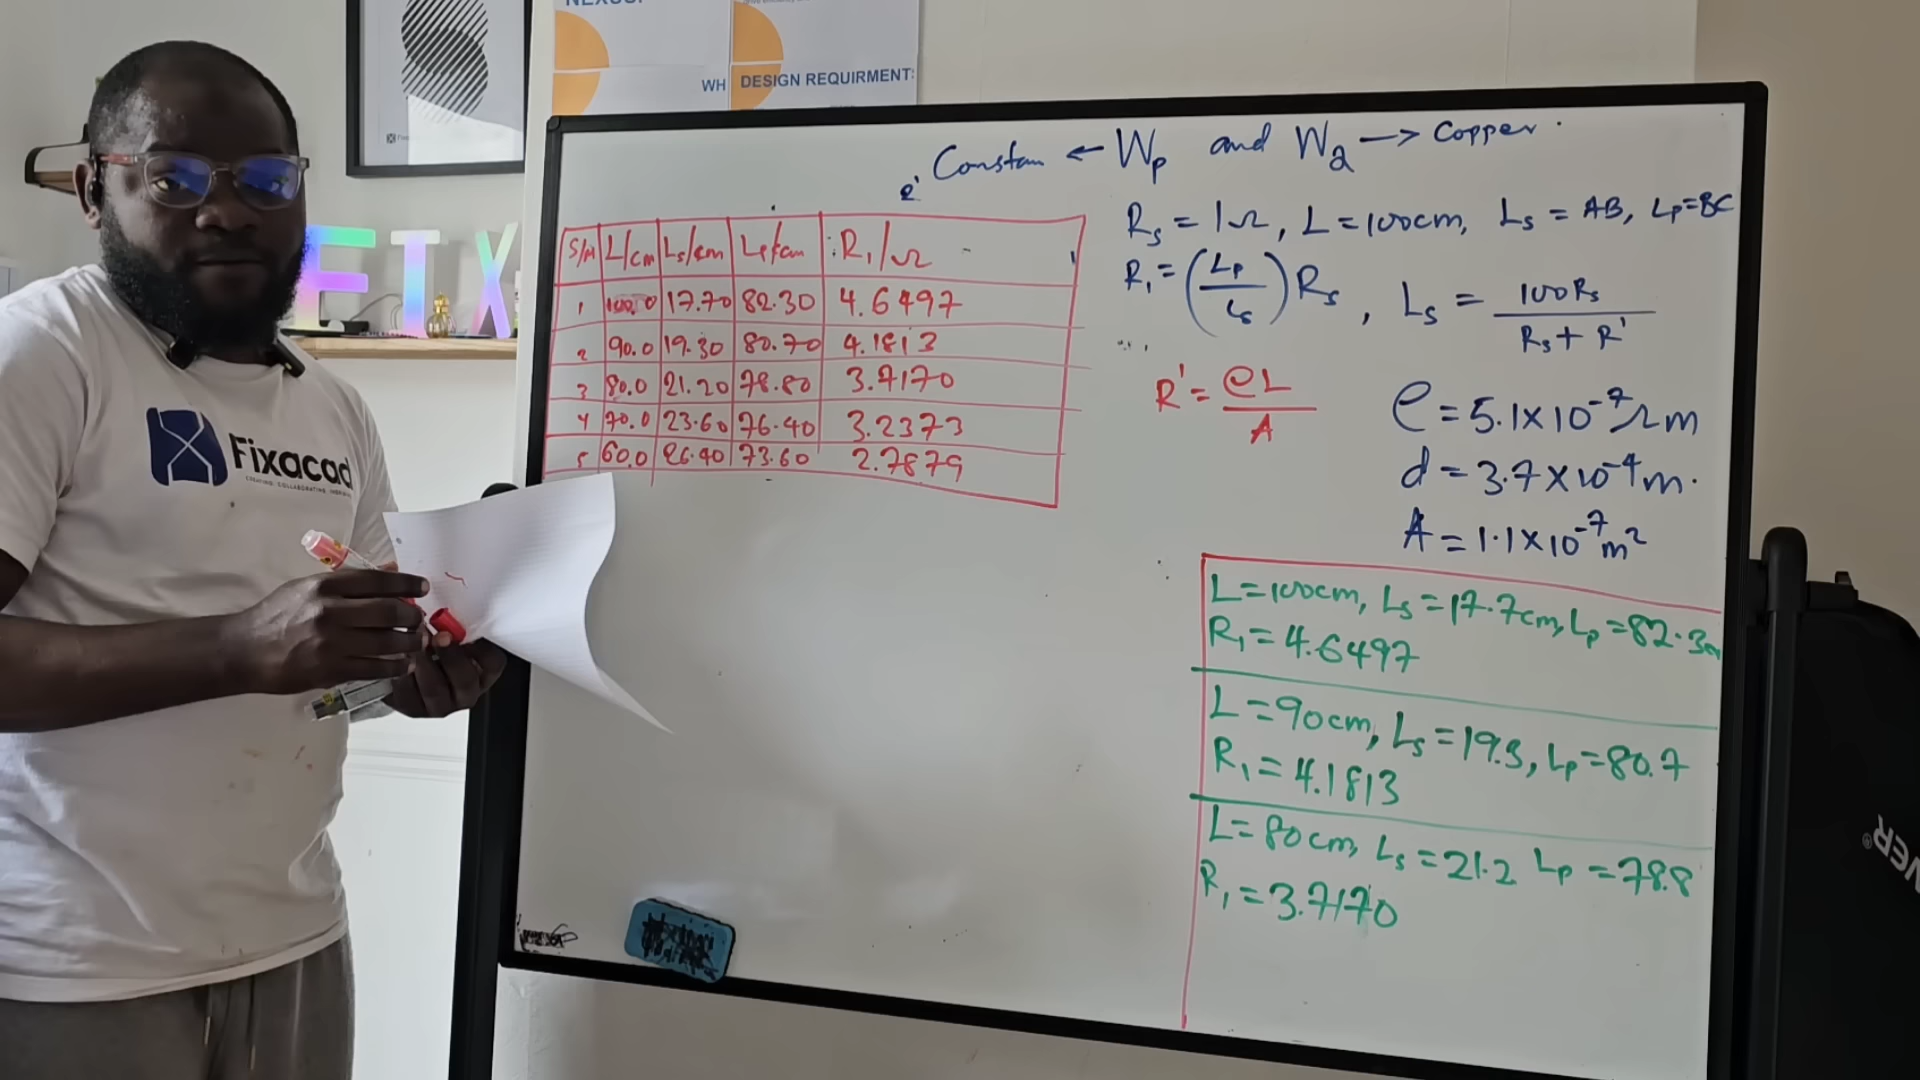 WH
DESIGN REQUIRMENT:
FIX
Fixacad
Constan ← Wp and W2 → Copper.
Rs = 1Ω, L = 100cm, Ls = AB, Lp = BC
R1 = (Lp/Ls) Rs, Ls = 100Rs / Rs + R'
R' = ρL / A
ρ = 5.1 x 10^-7 Ωm
d = 3.7 x 10^-4 m.
A = 1.1 x 10^-7 m²
S/N L/cm Ls/cm Lp/cm R1/Ω
1 100.0 17.70 82.30 4.6497
2 90.0 19.30 80.70 4.1813
3 80.0 21.20 78.80 3.7170
4 70.0 23.60 76.40 3.2373
5 60.0 26.40 73.60 2.7879
L = 100cm, Ls = 17.7cm, Lp = 82.3m
R1 = 4.6497
L = 90cm, Ls = 19.3, Lp = 80.7
R1 = 4.1813
L = 80cm, Ls = 21.2 Lp = 78.8
R1 = 3.7170